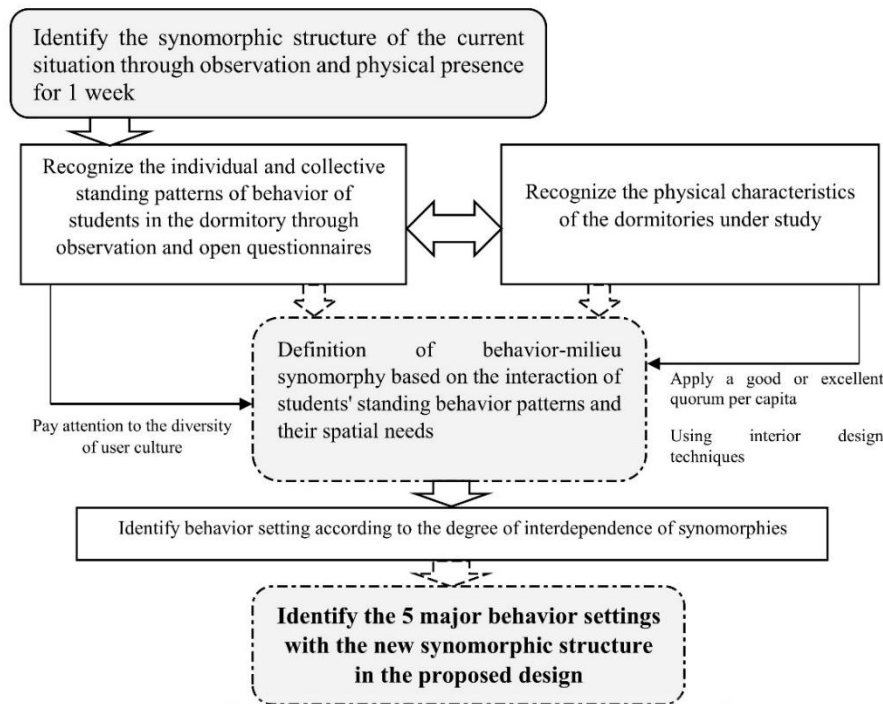 Identify the synomorphic structure of the current
situation through observation and physical presence
for 1 week
Recognize the individual and collective
standing patterns of behavior of
students in the dormitory through
observation and open questionnaires
Recognize the physical characteristics
of the dormitories under study
Definition of behavior-milieu
synomorphy based on the interaction of
students' standing behavior patterns and
their spatial needs
Pay attention to the diversity
of user culture
Apply a good or excellent
quorum per capita
Using interior design
techniques
Identify behavior setting according to the degree of interdependence of synomorphies
Identify the 5 major behavior settings
with the new synomorphic structure
in the proposed design